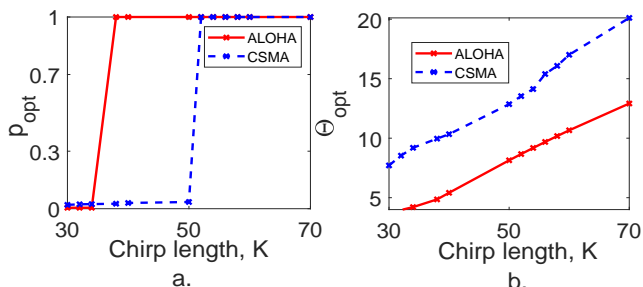 1
0.7
0.3
0
p_opt
30
50
70
Chirp length, K
ALOHA
CSMA
a.
20
15
10
5
Θ_opt
30
50
70
Chirp length, K
ALOHA
CSMA
b.